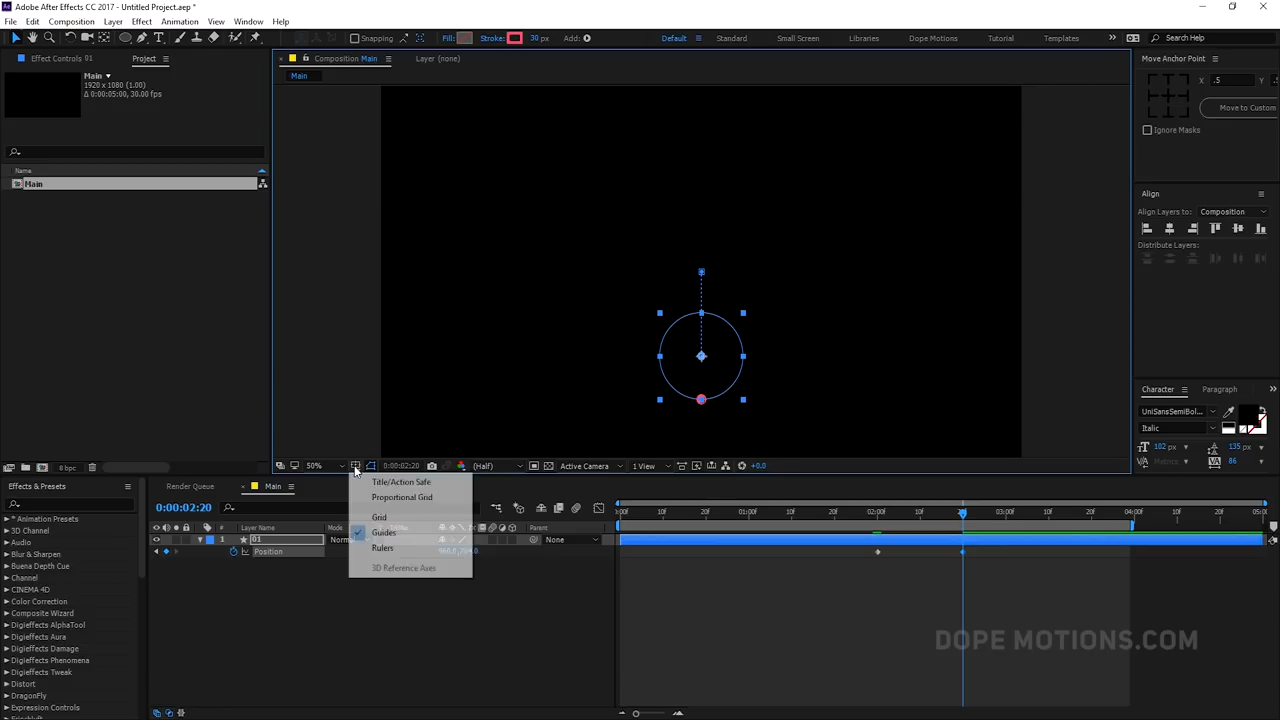 Adobe After Effects CC 2017 - Untitled Project.aep *
File Edit Composition Layer Effect Animation View Window Help
Snapping Fill: Stroke: 30 px Add: Default Standard Small Screen Libraries Dope Motions Tutorial Templates Search Help
Effect Controls 01 Project
Composition Main Layer (none)
Move Anchor Point
Main
1920 x 1080 (1.00)
Δ 0:00:05:00, 30.00 fps
Main
X .5 Y
Move to Custom
Ignore Masks
Name
Main
Align
Align Layers to: Composition
Distribute Layers:
Character Paragraph
UniSansSemiBol...
Italic
102 px 135 px
Metrics 86
8 bpc
50% 0:00:02:20 (Half) Active Camera 1 View +0.0
Title/Action Safe
Proportional Grid
Grid
Guides
Rulers
3D Reference Axes
Effects & Presets
* Animation Presets
3D Channel
Audio
Blur & Sharpen
Buena Depth Cue
Channel
CINEMA 4D
Color Correction
Composite Wizard
Digieffects AlphaTool
Digieffects Aura
Digieffects Damage
Digieffects Phenomena
Digieffects Tweak
Distort
DragonFly
Expression Controls
Render Queue Main
0:00:02:20
# Layer Name Mode Parent
1 01 Normal None
Position
:00f 10f 20f 01:00f 10f 20f 02:00f 10f 10f 20f 04:00f 10f 20f 05:0
DOPE MOTIONS.COM